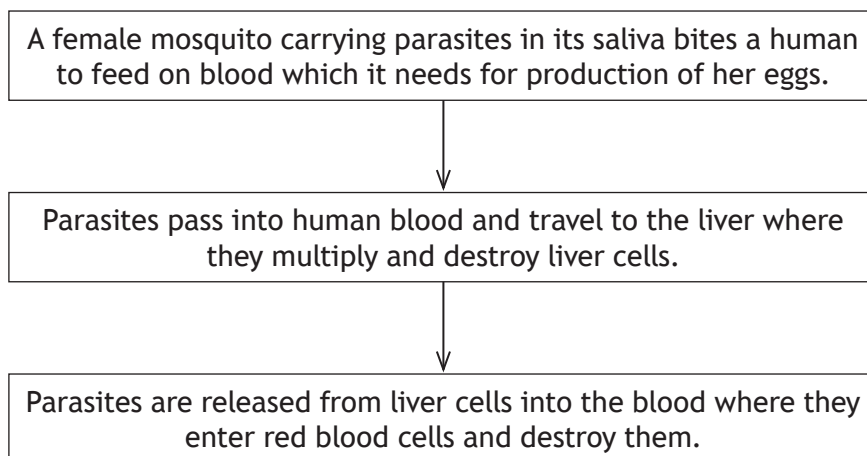 A female mosquito carrying parasites in its saliva bites a human
to feed on blood which it needs for production of her eggs.
Parasites pass into human blood and travel to the liver where
they multiply and destroy liver cells.
Parasites are released from liver cells into the blood where they
enter red blood cells and destroy them.